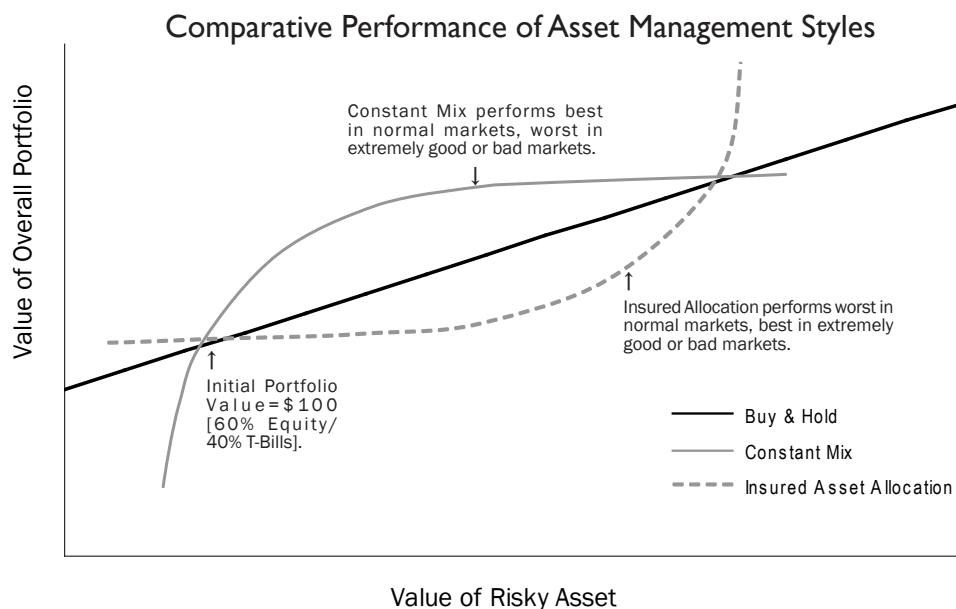 Comparative Performance of Asset Management Styles
Value of Overall Portfolio
Constant Mix performs best
in normal markets, worst in
extremely good or bad markets.
↓
↑
Insured Allocation performs worst in
normal markets, best in extremely
good or bad markets.
↑
Initial Portfolio
Value=$100
[60% Equity/
40% T-Bills].
Buy & Hold
Constant Mix
Insured Asset Allocation
Value of Risky Asset